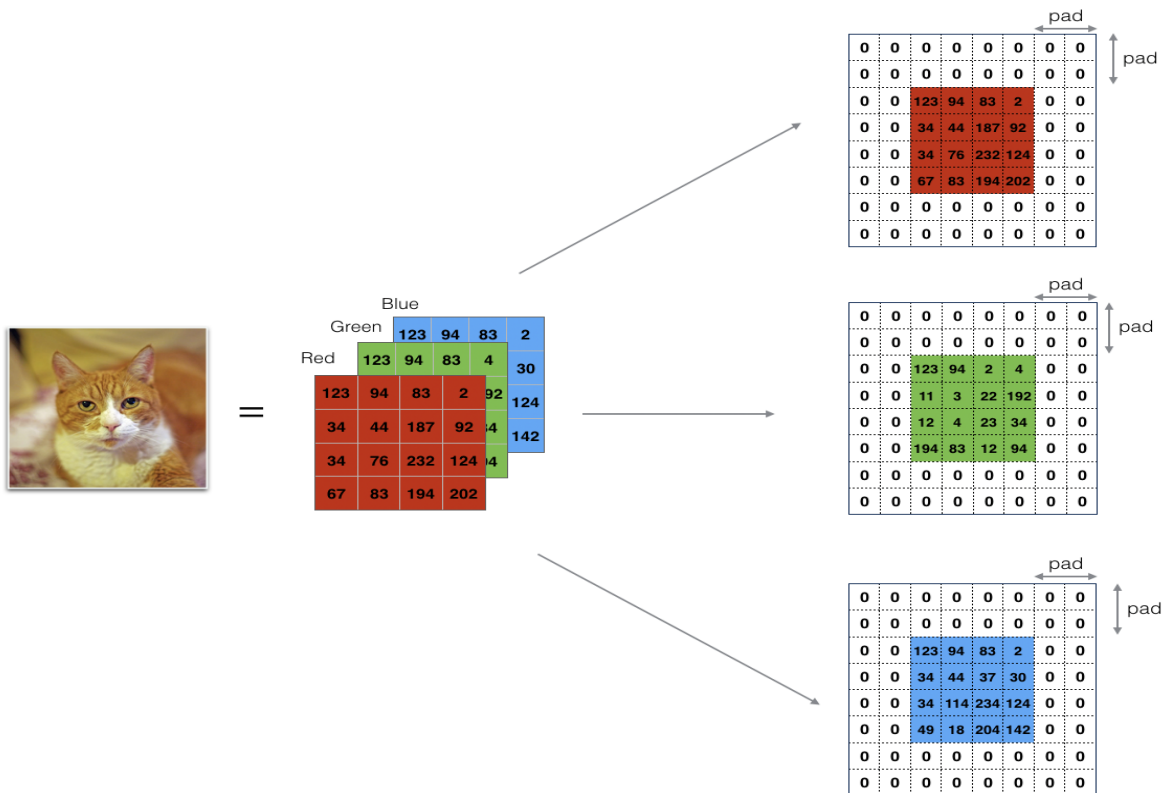 Blue
Green
Red
=
123 94 83 2
30
124
142
123 94 83 4
92
34
94
123 94 83 2
34 44 187 92
34 76 232 124
67 83 194 202
pad
pad
0 0 0 0 0 0 0 0
0 0 0 0 0 0 0 0
0 0 123 94 83 2 0 0
0 0 34 44 187 92 0 0
0 0 34 76 232 124 0 0
0 0 67 83 194 202 0 0
0 0 0 0 0 0 0 0
0 0 0 0 0 0 0 0
pad
pad
0 0 0 0 0 0 0 0
0 0 0 0 0 0 0 0
0 0 123 94 2 4 0 0
0 0 11 3 22 192 0 0
0 0 12 4 23 34 0 0
0 0 194 83 12 94 0 0
0 0 0 0 0 0 0 0
0 0 0 0 0 0 0 0
pad
pad
0 0 0 0 0 0 0 0
0 0 0 0 0 0 0 0
0 0 123 94 83 2 0 0
0 0 34 44 37 30 0 0
0 0 34 114 234 124 0 0
0 0 49 18 204 142 0 0
0 0 0 0 0 0 0 0
0 0 0 0 0 0 0 0